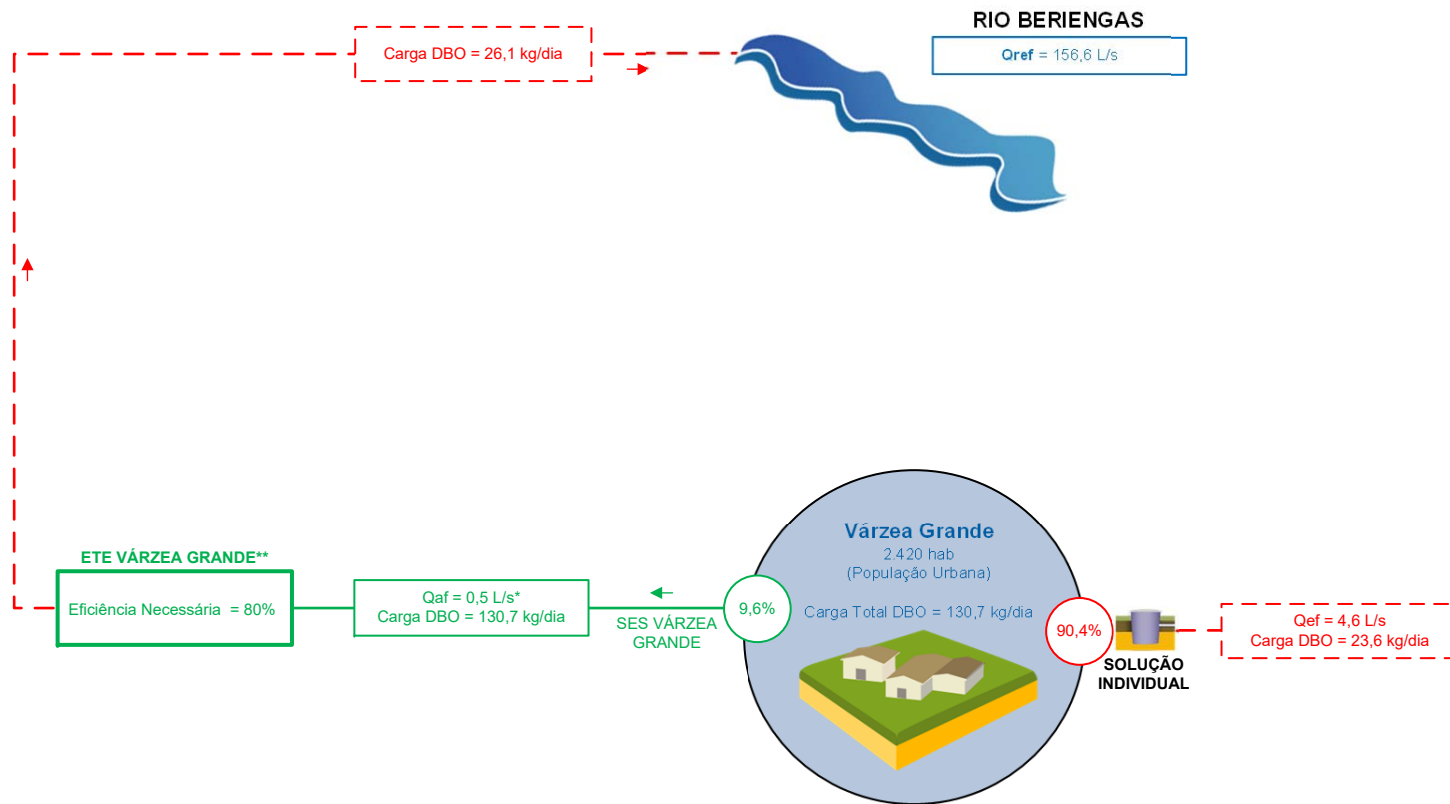 RIO BERIENGAS
Qref = 156,6 L/s
Carga DBO = 26,1 kg/dia
ETE VÁRZEA GRANDE**
Eficiência Necessária = 80%
Qaf = 0,5 L/s*
Carga DBO = 130,7 kg/dia
SES VÁRZEA
GRANDE
9,6%
Várzea Grande
2.420 hab
(População Urbana)
Carga Total DBO = 130,7 kg/dia
90,4%
SOLUÇÃO
INDIVIDUAL
Qef = 4,6 L/s
Carga DBO = 23,6 kg/dia